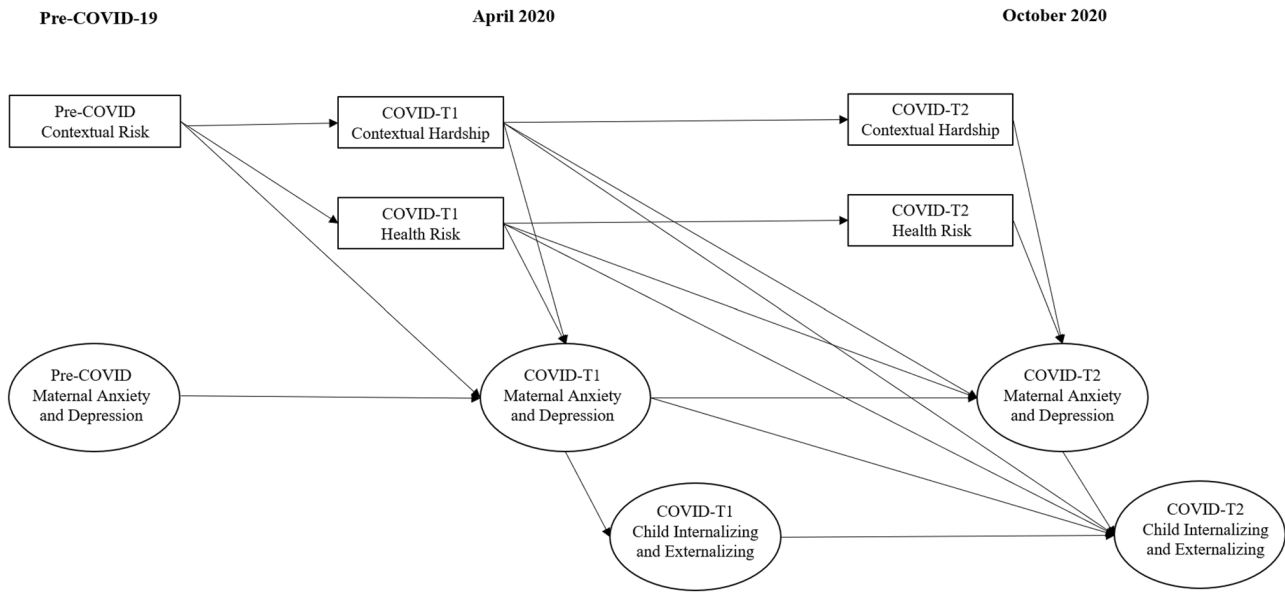 Pre-COVID-19
April 2020
October 2020
Pre-COVID
Contextual Risk
COVID-T1
Contextual Hardship
COVID-T2
Contextual Hardship
COVID-T1
Health Risk
COVID-T2
Health Risk
Pre-COVID
Maternal Anxiety
and Depression
COVID-T1
Maternal Anxiety
and Depression
COVID-T2
Maternal Anxiety
and Depression
COVID-T1
Child Internalizing
and Externalizing
COVID-T2
Child Internalizing
and Externalizing